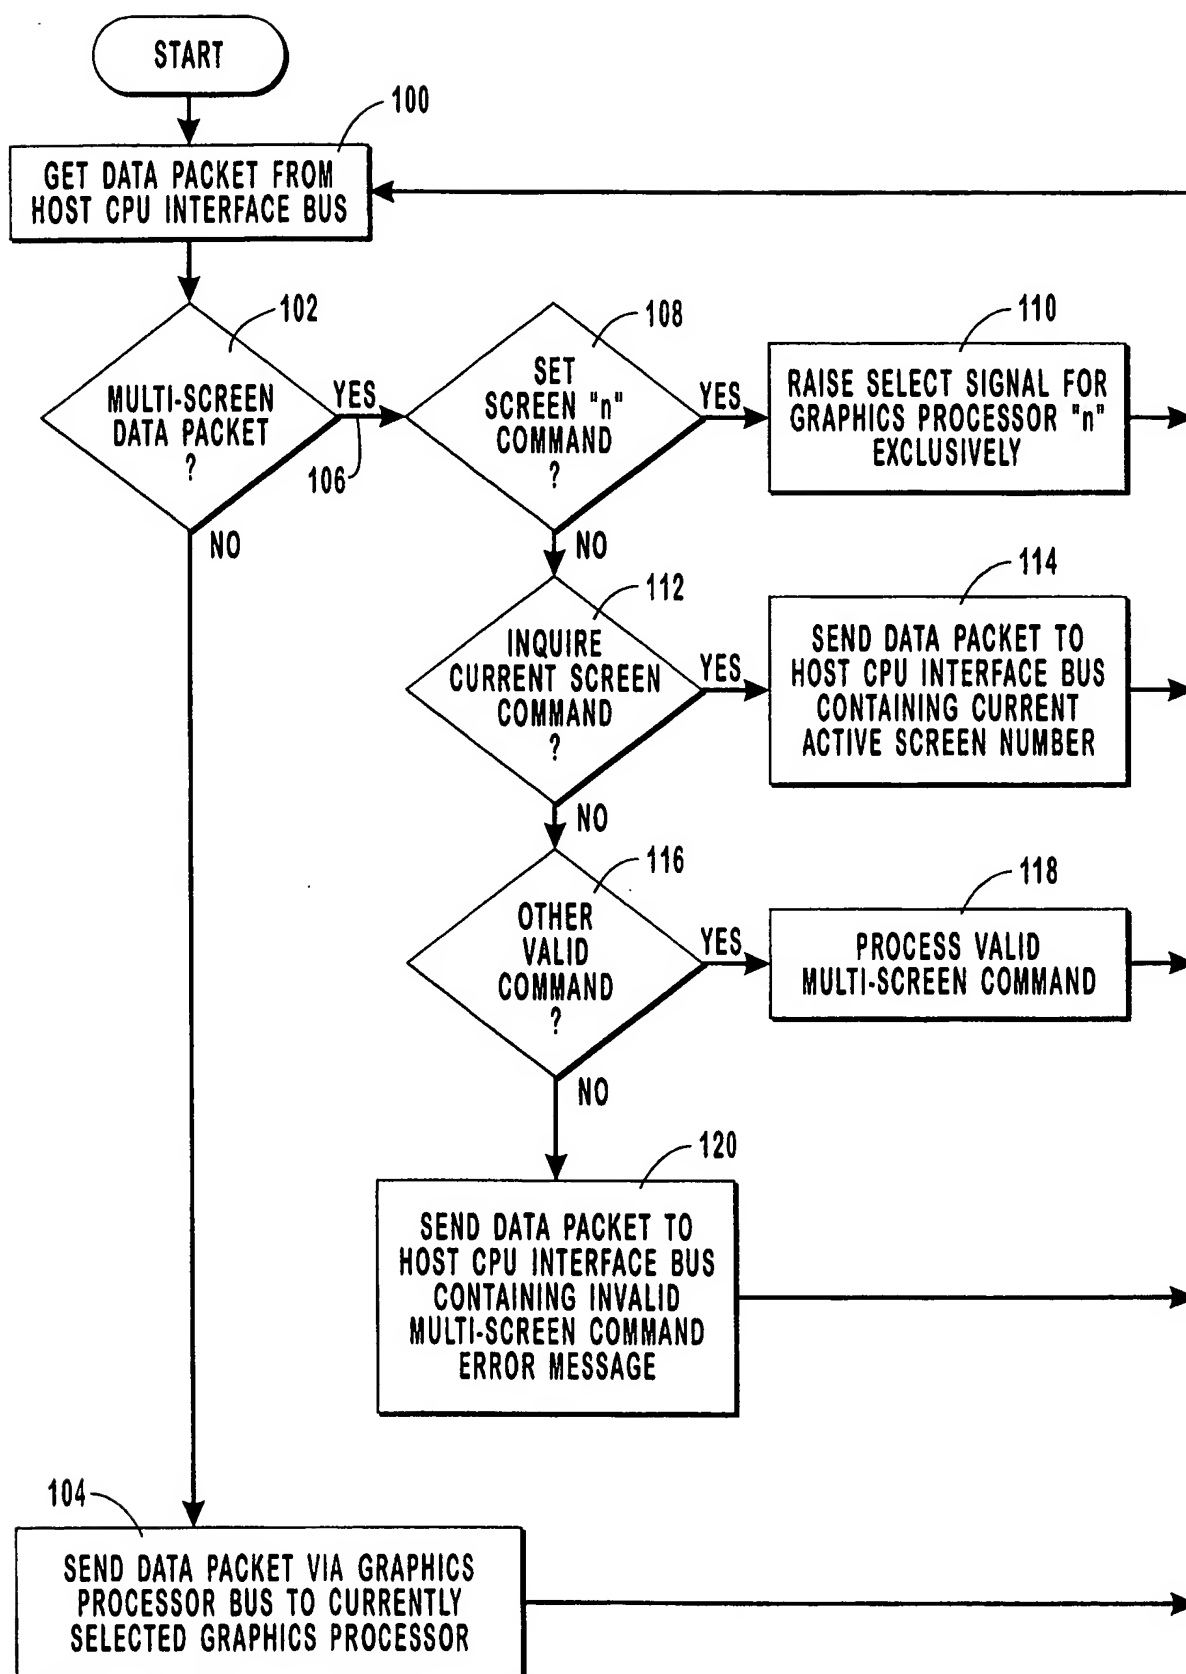 START
100
GET DATA PACKET FROM
HOST CPU INTERFACE BUS
102
MULTI-SCREEN
DATA PACKET
?
YES
106
NO
108
SET
SCREEN "n"
COMMAND
?
YES
NO
110
RAISE SELECT SIGNAL FOR
GRAPHICS PROCESSOR "n"
EXCLUSIVELY
112
INQUIRE
CURRENT SCREEN
COMMAND
?
YES
NO
114
SEND DATA PACKET TO
HOST CPU INTERFACE BUS
CONTAINING CURRENT
ACTIVE SCREEN NUMBER
116
OTHER
VALID
COMMAND
?
YES
NO
118
PROCESS VALID
MULTI-SCREEN COMMAND
120
SEND DATA PACKET TO
HOST CPU INTERFACE BUS
CONTAINING INVALID
MULTI-SCREEN COMMAND
ERROR MESSAGE
104
SEND DATA PACKET VIA GRAPHICS
PROCESSOR BUS TO CURRENTLY
SELECTED GRAPHICS PROCESSOR